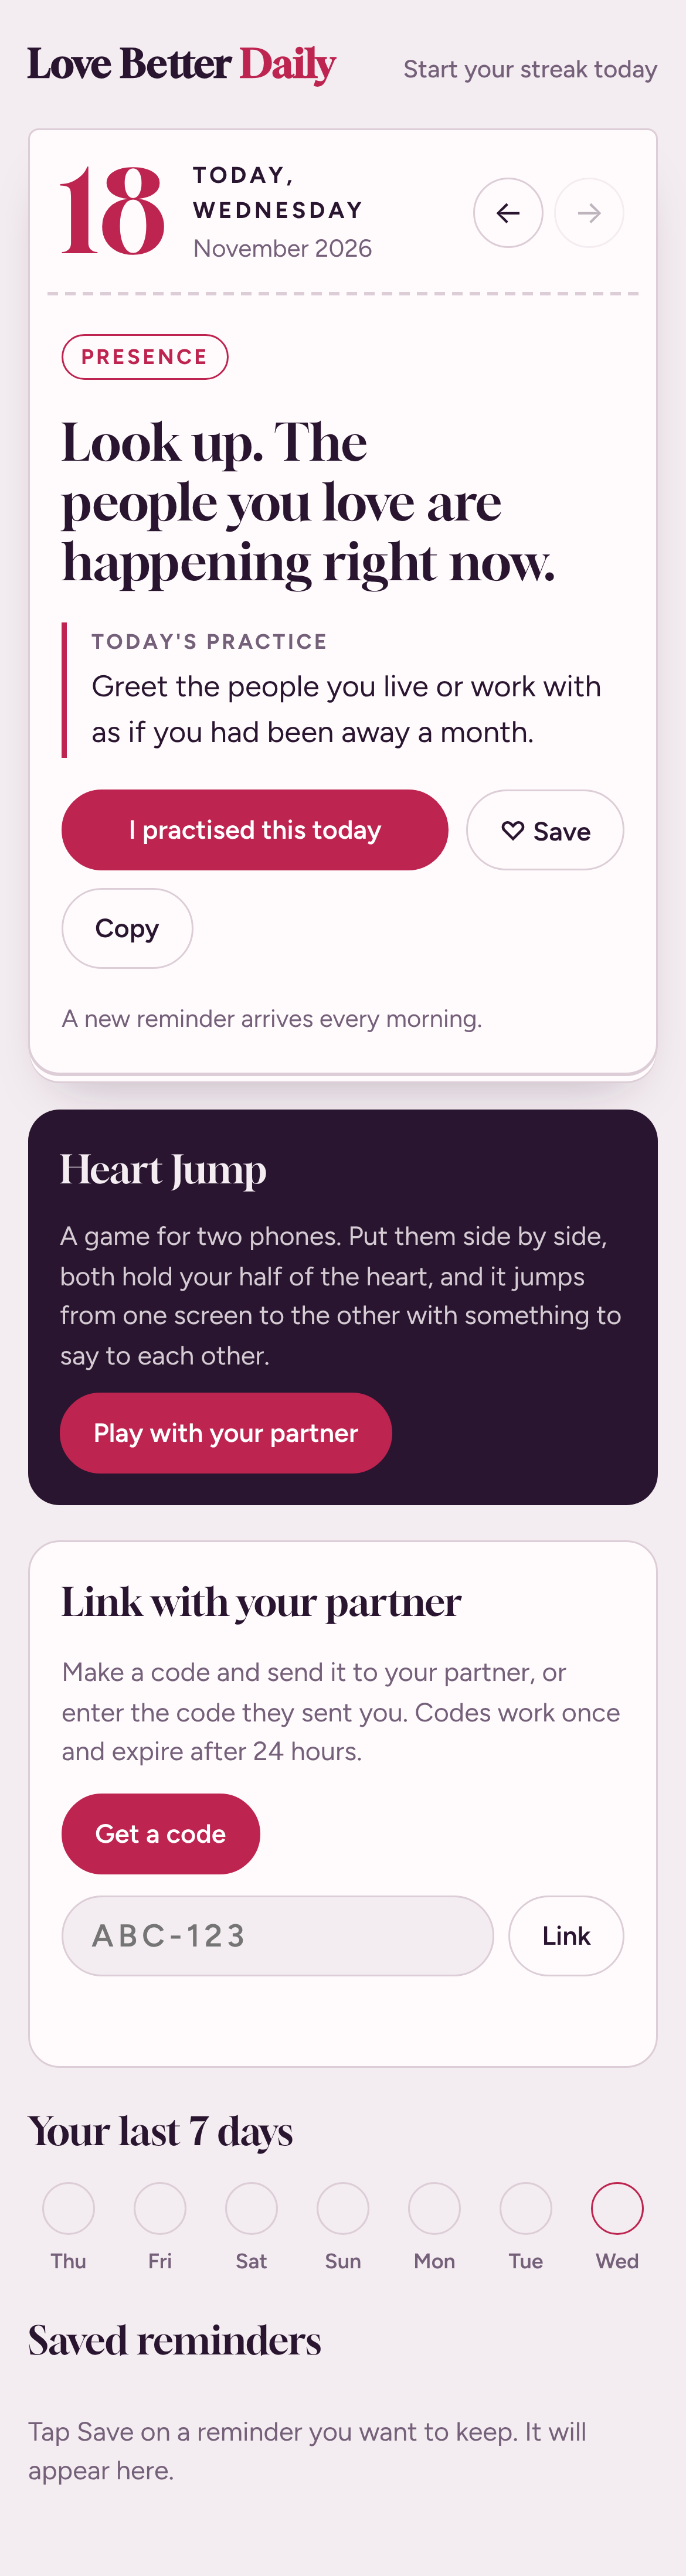 Love Better Daily
Start your streak today
18
TODAY,
WEDNESDAY
November 2026
PRESENCE
Look up. The
people you love are
happening right now.
TODAY'S PRACTICE
Greet the people you live or work with
as if you had been away a month.
I practised this today
Save
Copy
A new reminder arrives every morning.
Heart Jump
A game for two phones. Put them side by side,
both hold your half of the heart, and it jumps
from one screen to the other with something to
say to each other.
Play with your partner
Link with your partner
Make a code and send it to your partner, or
enter the code they sent you. Codes work once
and expire after 24 hours.
Get a code
ABC-123
Link
Your last 7 days
Thu Fri Sat Sun Mon Tue Wed
Saved reminders
Tap Save on a reminder you want to keep. It will
appear here.